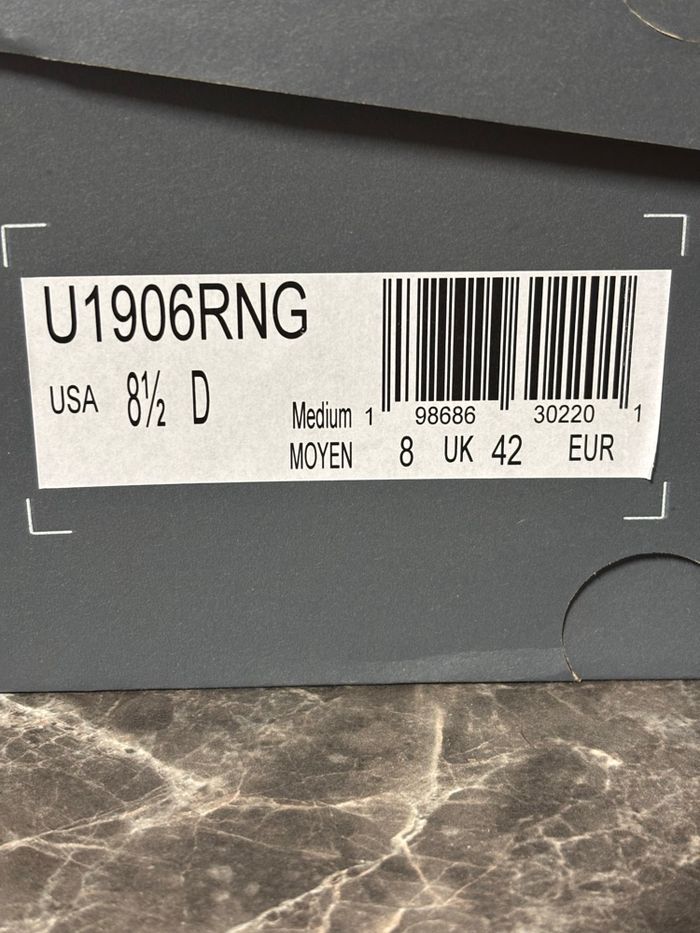 U1906RNG
USA 8½ D
Medium 1 98686 30220 1
MOYEN 8 UK 42 EUR